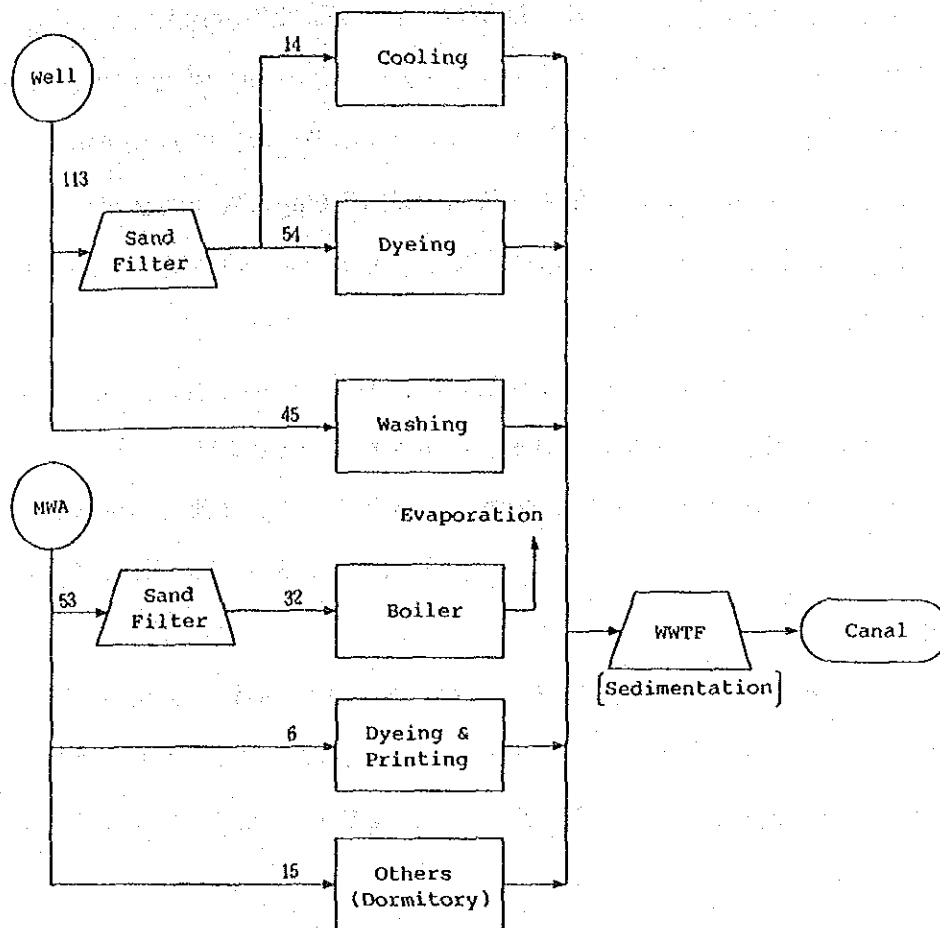 14
Cooling
Well
113
Sand
Filter
54
Dyeing
45
Washing
MWA
Evaporation
53
Sand
Filter
32
Boiler
WWTF
Canal
[Sedimentation]
6
Dyeing &
Printing
15
Others
(Dormitory)